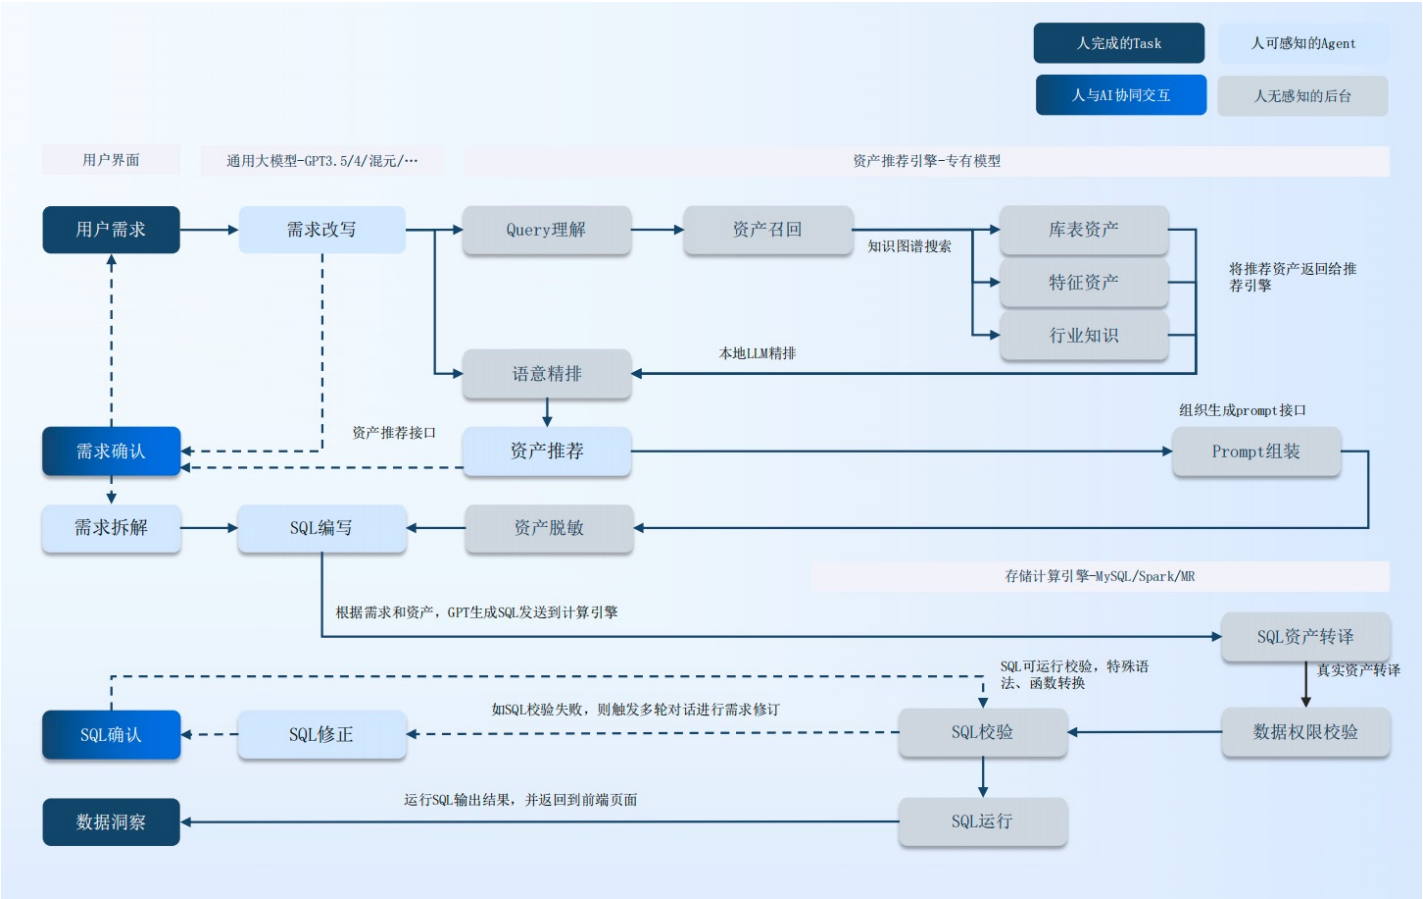 人完成的Task
人可感知的Agent
人与AI协同交互
人无感知的后台
用户界面
通用大模型-GPT3.5/4/混元/…
资产推荐引擎-专有模型
用户需求
需求改写
Query理解
资产召回
知识图谱搜索
库表资产
特征资产
行业知识
将推荐资产返回给推
荐引擎
本地LLM精排
语意精排
组织生成prompt接口
资产推荐接口
需求确认
资产推荐
Prompt组装
需求拆解
SQL编写
资产脱敏
存储计算引擎-MySQL/Spark/MR
根据需求和资产，GPT生成SQL发送到计算引擎
SQL资产转译
真实资产转译
SQL可运行校验，特殊语
法、函数转换
如SQL校验失败，则触发多轮对话进行需求修订
SQL确认
SQL修正
SQL校验
数据权限校验
运行SQL输出结果，并返回到前端页面
数据洞察
SQL运行